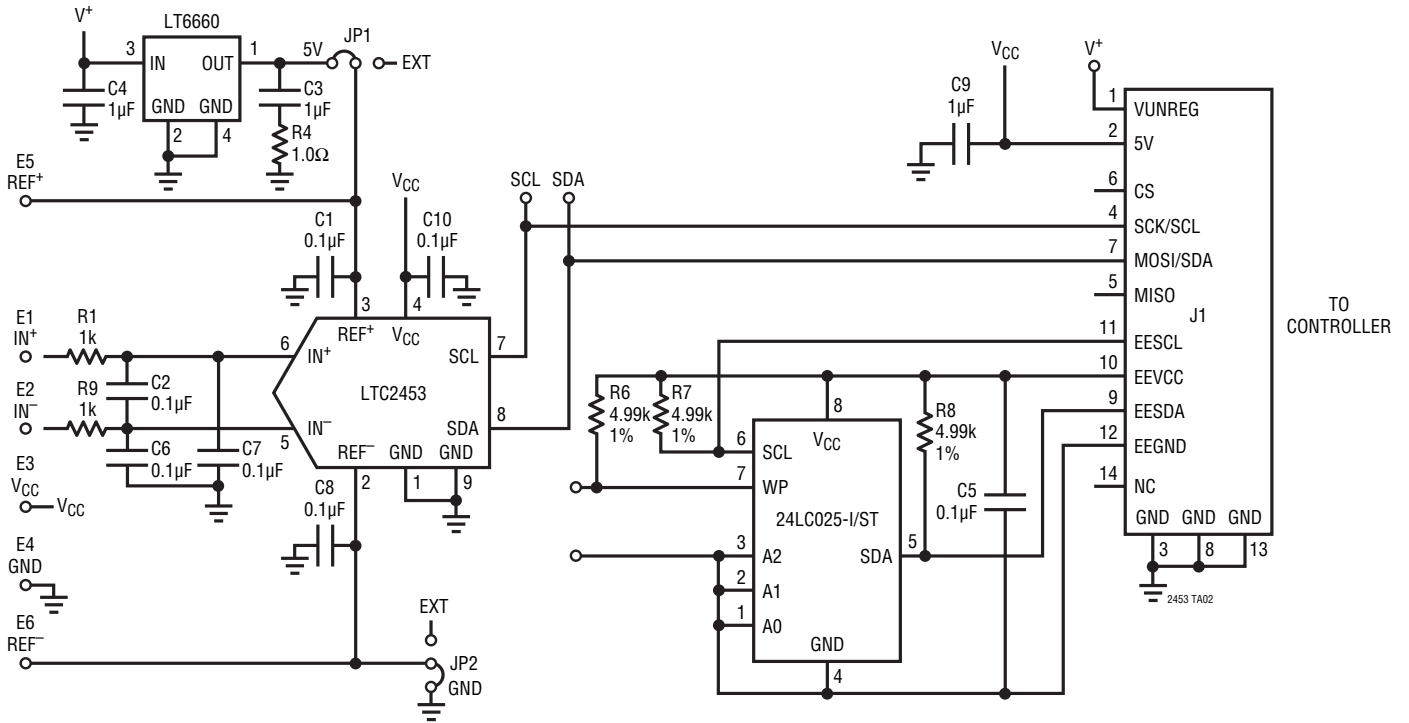 V+
LT6660
3
IN
OUT
1
5V
JP1
EXT
C4
1µF
GND
GND
2
4
C3
1µF
R4
1.0Ω
E5
REF+
VCC
C1
0.1µF
C10
0.1µF
SCL
SDA
3
4
REF+
VCC
E1
IN+
R1
1k
6
IN+
SCL
7
C2
0.1µF
LTC2453
E2
IN−
R9
1k
5
IN−
SDA
8
REF−
GND
GND
C6
0.1µF
C7
0.1µF
2
1
9
E3
VCC
VCC
C8
0.1µF
E4
GND
E6
REF−
EXT
JP2
GND
VCC
C9
1µF
V+
1
VUNREG
2
5V
6
CS
4
SCK/SCL
7
MOSI/SDA
5
MISO
J1
11
EESCL
10
EEVCC
9
EESDA
12
EEGND
14
NC
GND
GND
GND
3
8
13
TO
CONTROLLER
2453 TA02
R6
4.99k
1%
R7
4.99k
1%
8
VCC
R8
4.99k
1%
6
SCL
7
WP
24LC025-I/ST
C5
0.1µF
3
A2
SDA
5
2
A1
1
A0
GND
4